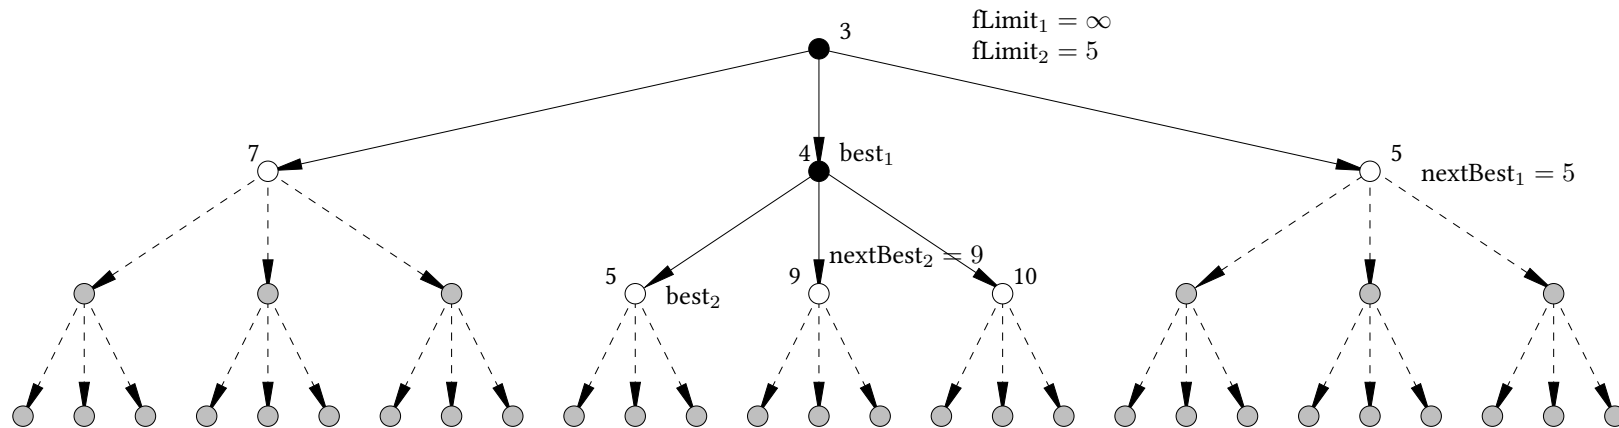 3
fLimit₁ = ∞
fLimit₂ = 5
7
4
best₁
5
nextBest₁ = 5
5
best₂
9
nextBest₂ = 9
10